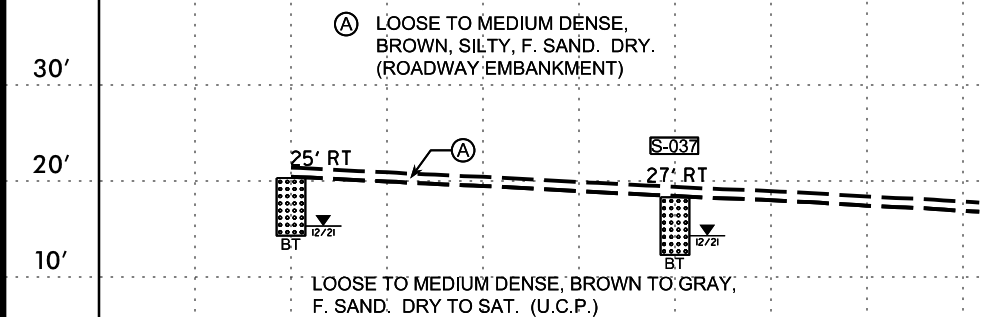 Ⓐ LOOSE TO MEDIUM DENSE,
BROWN, SILTY, F. SAND. DRY.
(ROADWAY EMBANKMENT)
30'
S-037
25' RT
A
20'
27' RT
12/21
12/21
BT
BT
10'
LOOSE TO MEDIUM DENSE, BROWN TO GRAY,
F. SAND. DRY TO SAT. (U.C.P.)